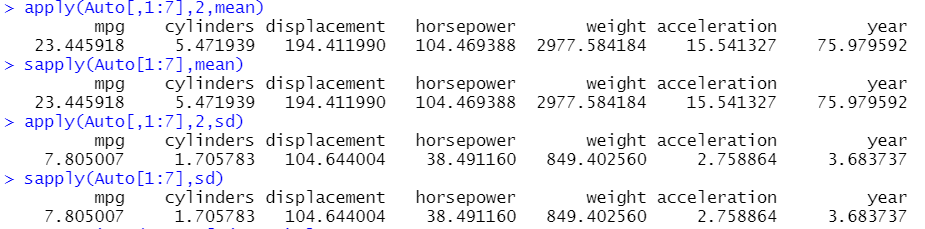 > apply(Auto[,1:7],2,mean)
mpg cylinders displacement horsepower weight acceleration year
23.445918 5.471939 194.411990 104.469388 2977.584184 15.541327 75.979592
> sapply(Auto[1:7],mean)
mpg cylinders displacement horsepower weight acceleration year
23.445918 5.471939 194.411990 104.469388 2977.584184 15.541327 75.979592
> apply(Auto[,1:7],2,sd)
mpg cylinders displacement horsepower weight acceleration year
7.805007 1.705783 104.644004 38.491160 849.402560 2.758864 3.683737
> sapply(Auto[1:7],sd)
mpg cylinders displacement horsepower weight acceleration year
7.805007 1.705783 104.644004 38.491160 849.402560 2.758864 3.683737